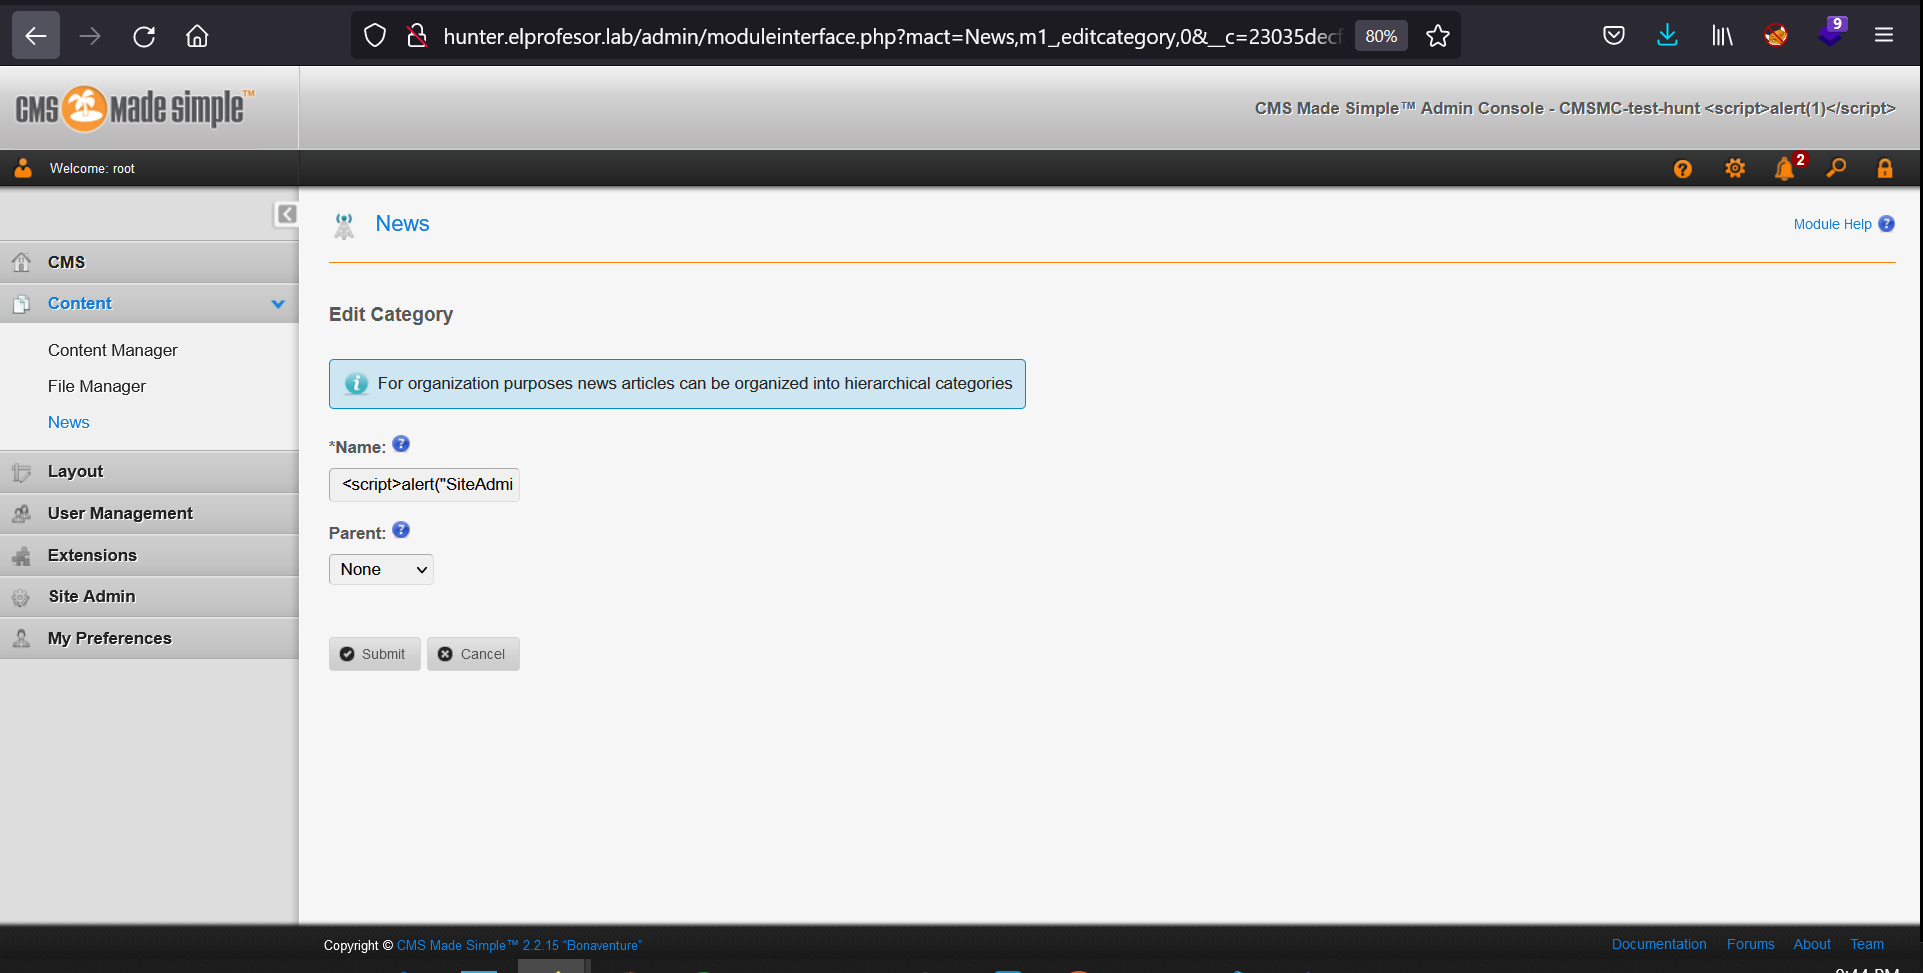 hunter.elprofesor.lab/admin/moduleinterface.php?mact=News,m1_,editcategory,0&__c=23035decf
80%
9
CMS Made simple™
CMS Made Simple™ Admin Console - CMSMC-test-hunt <script>alert(1)</script>
Welcome: root
2
News
Module Help
CMS
Content
Content Manager
File Manager
News
Layout
User Management
Extensions
Site Admin
My Preferences
Edit Category
For organization purposes news articles can be organized into hierarchical categories
*Name:
<script>alert("SiteAdmi
Parent:
None
Submit
Cancel
Copyright © CMS Made Simple™ 2.2.15 "Bonaventure"
Documentation Forums About Team